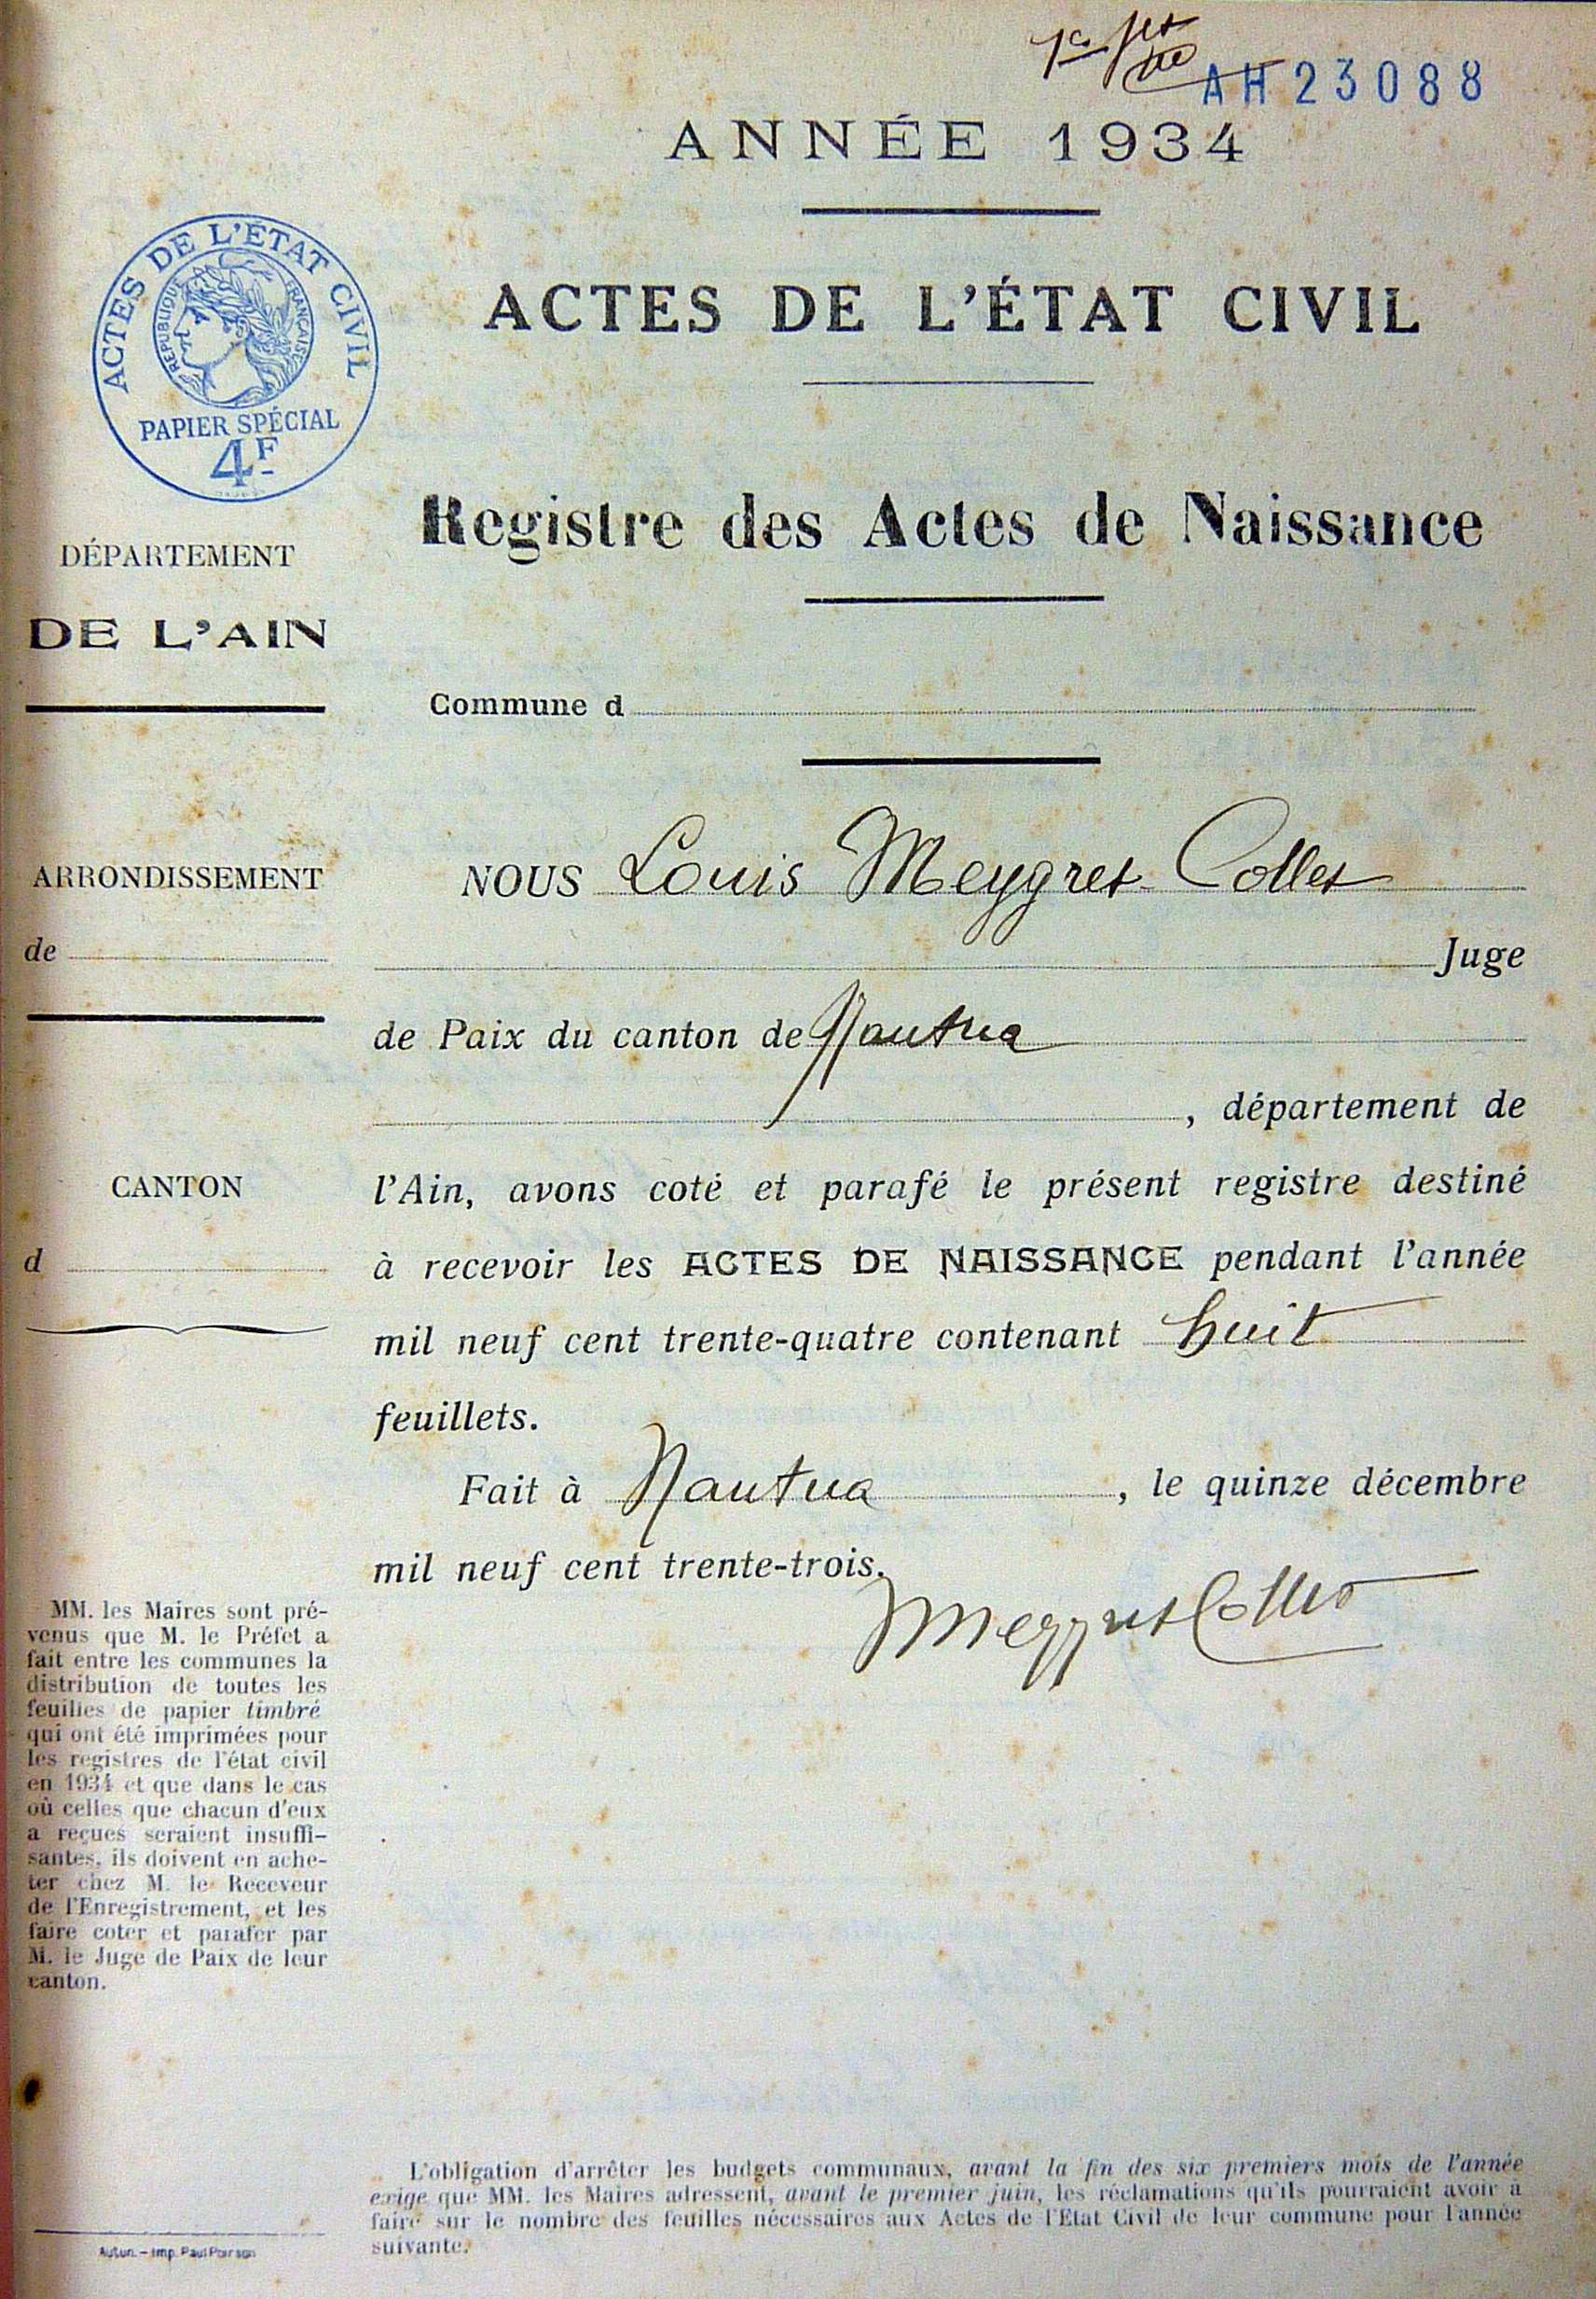 AH 23088
ANNÉE 1934
ACTES DE L'ÉTAT CIVIL
RÉPUBLIQUE FRANÇAISE
PAPIER SPÉCIAL
4F
ACTES DE L'ÉTAT CIVIL
Registre des Actes de Naissance
DÉPARTEMENT
DE L'AIN
Commune d
ARRONDISSEMENT
de
CANTON
d
NOUS Louis Meygret-Collet
Juge
de Paix du canton de Nantua
, département de
l'Ain, avons coté et parafé le présent registre destiné
à recevoir les ACTES DE NAISSANCE pendant l'année
mil neuf cent trente-quatre contenant huit
feuillets.
Fait à Nantua, le quinze décembre
mil neuf cent trente-trois.
Meygret Collet
MM. les Maires sont pré-
venus que M. le Préfet a
fait entre les communes la
distribution de toutes les
feuilles de papier timbré
qui ont été imprimées pour
les registres de l'état civil
en 1934 et que dans le cas
où celles que chacun d'eux
a reçues seraient insuffi-
santes, ils doivent en ache-
ter chez M. le Receveur
de l'Enregistrement, et les
faire coter et parafer par
M. le Juge de Paix de leur
canton.
Autun. - Imp. Paul Poirson
L'obligation d'arrêter les budgets communaux, avant la fin des six premiers mois de l'année
exige que MM. les Maires adressent, avant le premier juin, les réclamations qu'ils pourraient avoir à
faire sur le nombre des feuilles nécessaires aux Actes de l'État Civil de leur commune pour l'année
suivante.